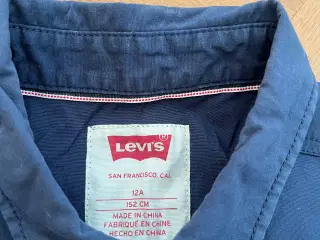 LEVI'S
®
SAN FRANCISCO, CAL.
12A
152 CM
MADE IN CHINA
FABRIQUÉ EN CHINE
HECHO EN CHINA